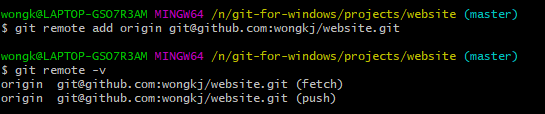 wongk@LAPTOP-GSO7R3AM MINGW64 /n/git-for-windows/projects/website (master)
$ git remote add origin git@github.com:wongkj/website.git
wongk@LAPTOP-GSO7R3AM MINGW64 /n/git-for-windows/projects/website (master)
$ git remote -v
origin  git@github.com:wongkj/website.git (fetch)
origin  git@github.com:wongkj/website.git (push)